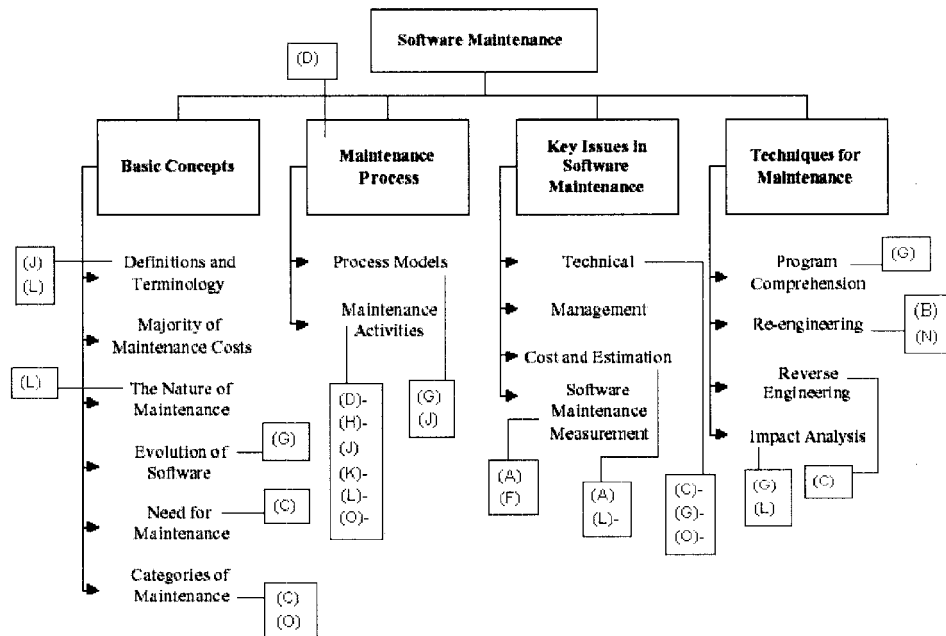 Software Maintenance
(D)
Basic Concepts
Maintenance
Process
Key Issues in
Software
Maintenance
Techniques for
Maintenance
(J)
(L)
Definitions and
Terminology
Majority of
Maintenance Costs
(L)
The Nature of
Maintenance
Evolution of
Software
(G)
Need for
Maintenance
(C)
Categories of
Maintenance
(C)
(O)
Process Models
(G)
(J)
Maintenance
Activities
(D)-
(H)-
(J)
(K)-
(L)-
(O)-
Technical
(C)-
(G)-
(O)-
Management
Cost and Estimation
(A)
(L)-
Software
Maintenance
Measurement
(A)
(F)
Program
Comprehension
(G)
Re-engineering
(B)
(N)
Reverse
Engineering
(C)
Impact Analysis
(G)
(L)